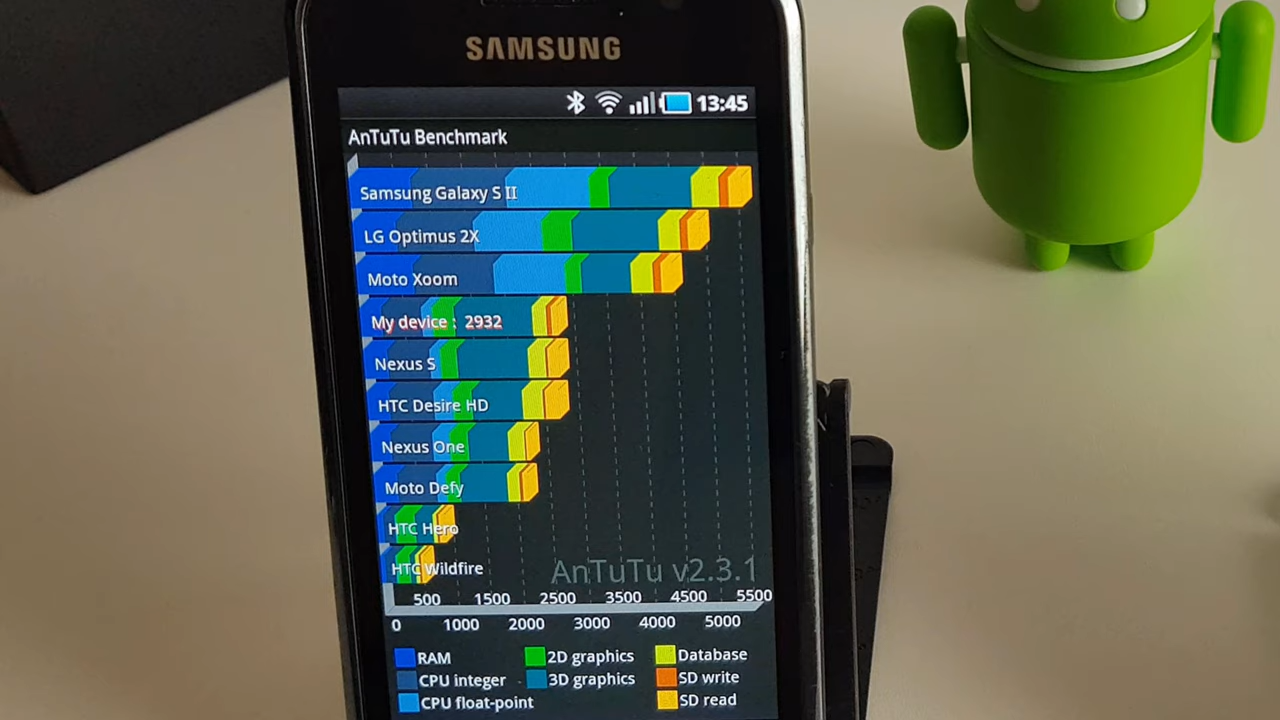 SAMSUNG
13:45
AnTuTu Benchmark
Samsung Galaxy S II
LG Optimus 2X
Moto Xoom
My device : 2932
Nexus S
HTC Desire HD
Nexus One
Moto Defy
HTC Hero
HTC Wildfire
AnTuTu v2.3.1
500 1500 2500 3500 4500 5500
0 1000 2000 3000 4000 5000
RAM 2D graphics Database
CPU integer 3D graphics SD write
CPU float-point SD read